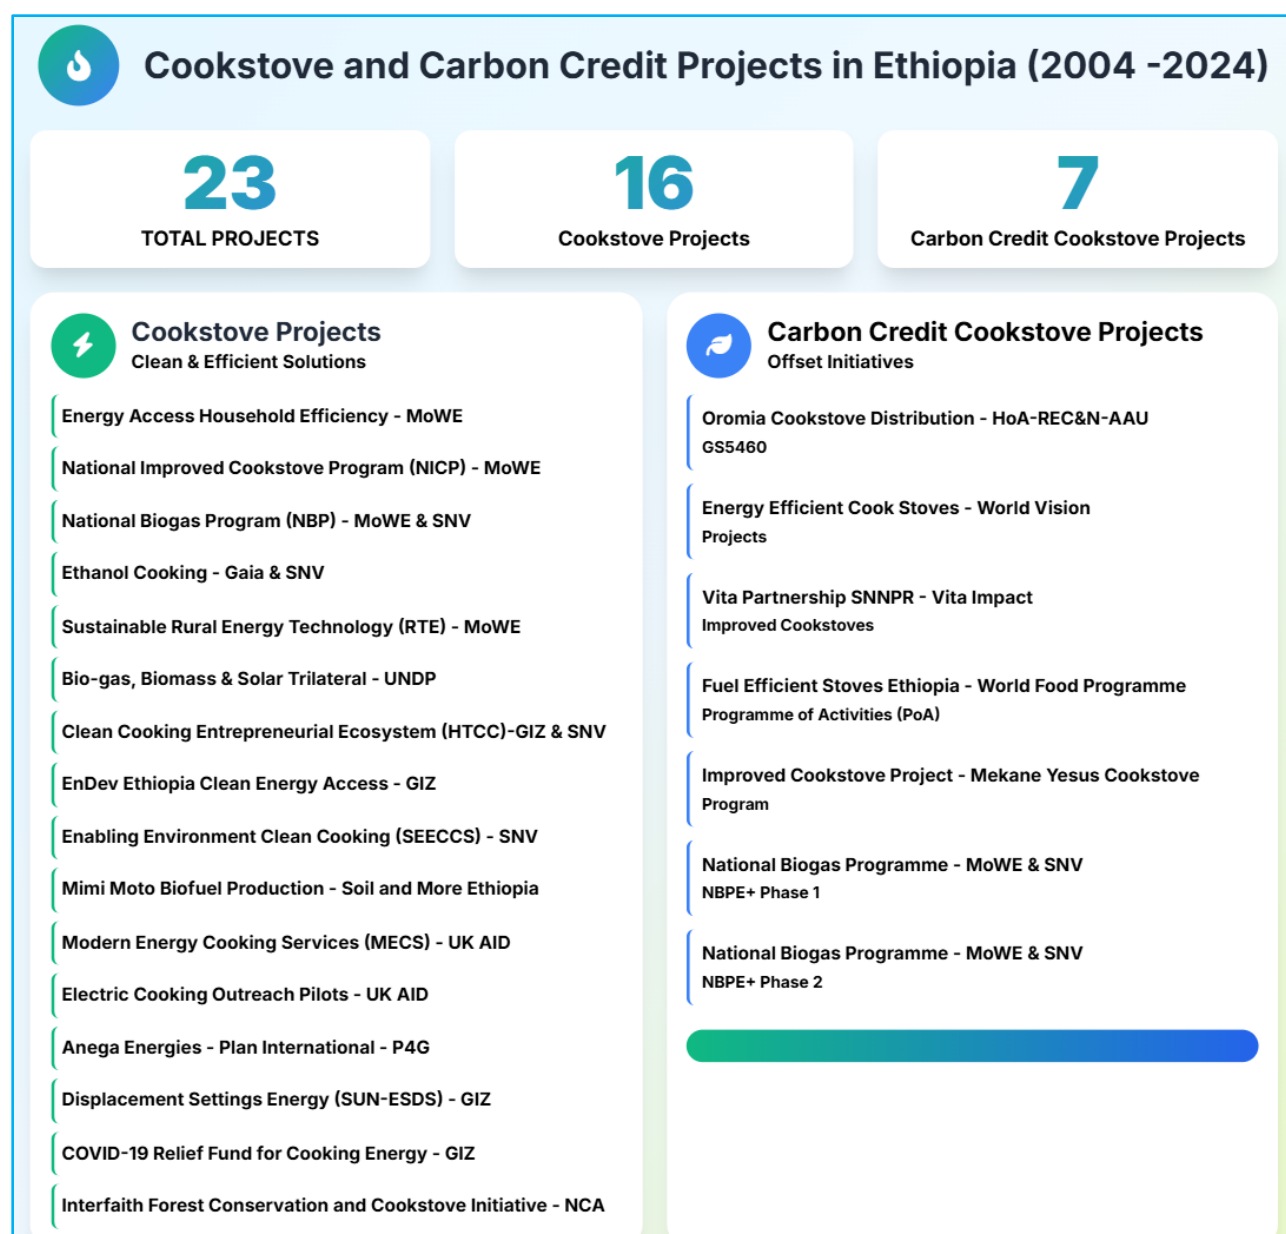 Cookstove and Carbon Credit Projects in Ethiopia (2004 -2024)
23
TOTAL PROJECTS
16
Cookstove Projects
7
Carbon Credit Cookstove Projects
Cookstove Projects
Clean & Efficient Solutions
Energy Access Household Efficiency - MoWE
National Improved Cookstove Program (NICP) - MoWE
National Biogas Program (NBP) - MoWE & SNV
Ethanol Cooking - Gaia & SNV
Sustainable Rural Energy Technology (RTE) - MoWE
Bio-gas, Biomass & Solar Trilateral - UNDP
Clean Cooking Entrepreneurial Ecosystem (HTCC)-GIZ & SNV
EnDev Ethiopia Clean Energy Access - GIZ
Enabling Environment Clean Cooking (SEECCS) - SNV
Mimi Moto Biofuel Production - Soil and More Ethiopia
Modern Energy Cooking Services (MECS) - UK AID
Electric Cooking Outreach Pilots - UK AID
Anega Energies - Plan International - P4G
Displacement Settings Energy (SUN-ESDS) - GIZ
COVID-19 Relief Fund for Cooking Energy - GIZ
Interfaith Forest Conservation and Cookstove Initiative - NCA
Carbon Credit Cookstove Projects
Offset Initiatives
Oromia Cookstove Distribution - HoA-REC&N-AAU
GS5460
Energy Efficient Cook Stoves - World Vision
Projects
Vita Partnership SNNPR - Vita Impact
Improved Cookstoves
Fuel Efficient Stoves Ethiopia - World Food Programme
Programme of Activities (PoA)
Improved Cookstove Project - Mekane Yesus Cookstove
Program
National Biogas Programme - MoWE & SNV
NBPE+ Phase 1
National Biogas Programme - MoWE & SNV
NBPE+ Phase 2